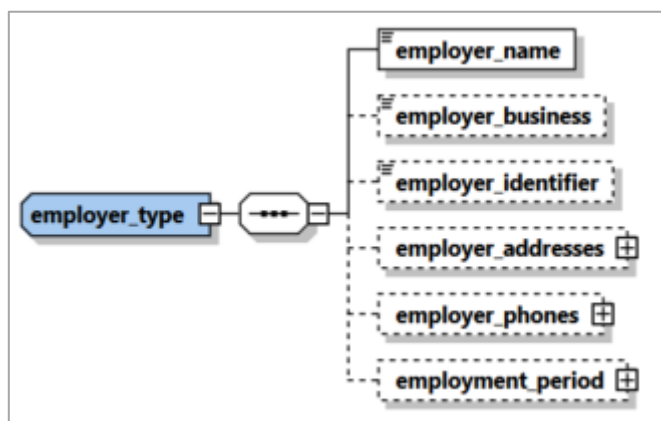 employer_name
employer_business
employer_identifier
employer_type
employer_addresses
employer_phones
employment_period